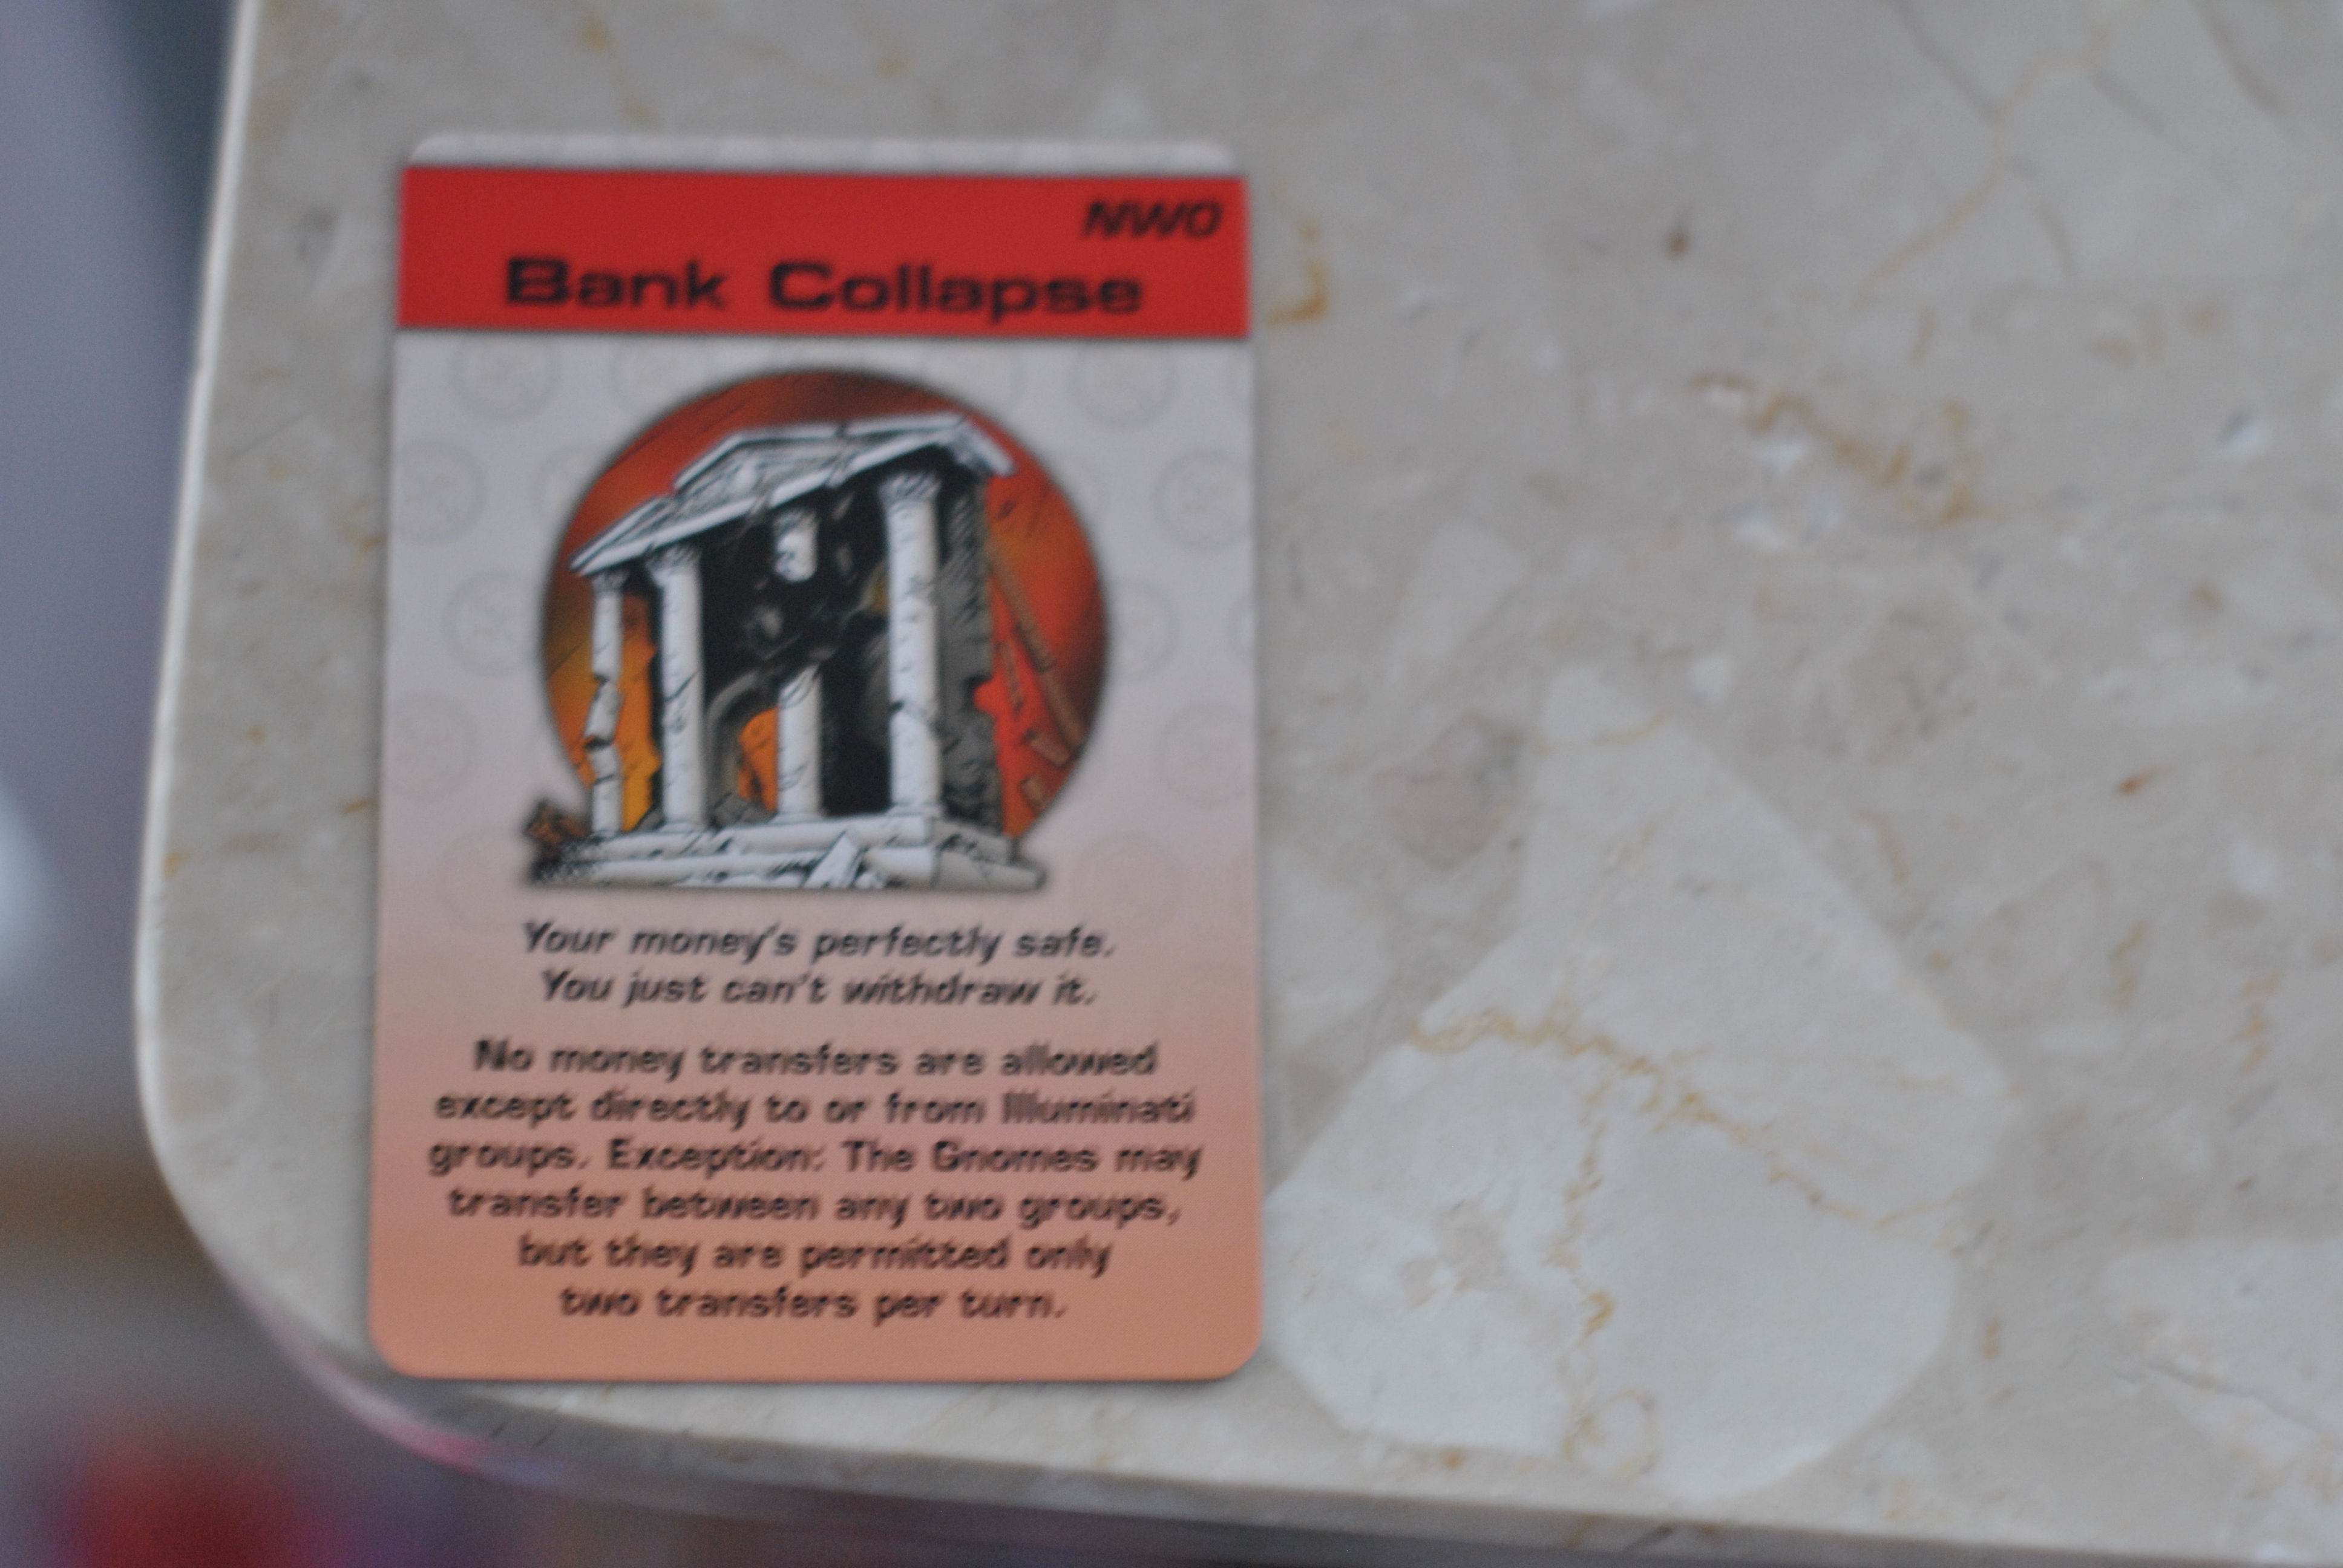 NWO
Bank Collapse
Your money's perfectly safe.
You just can't withdraw it.
No money transfers are allowed
except directly to or from Illuminati
groups. Exception: The Gnomes may
transfer between any two groups,
but they are permitted only
two transfers per turn.